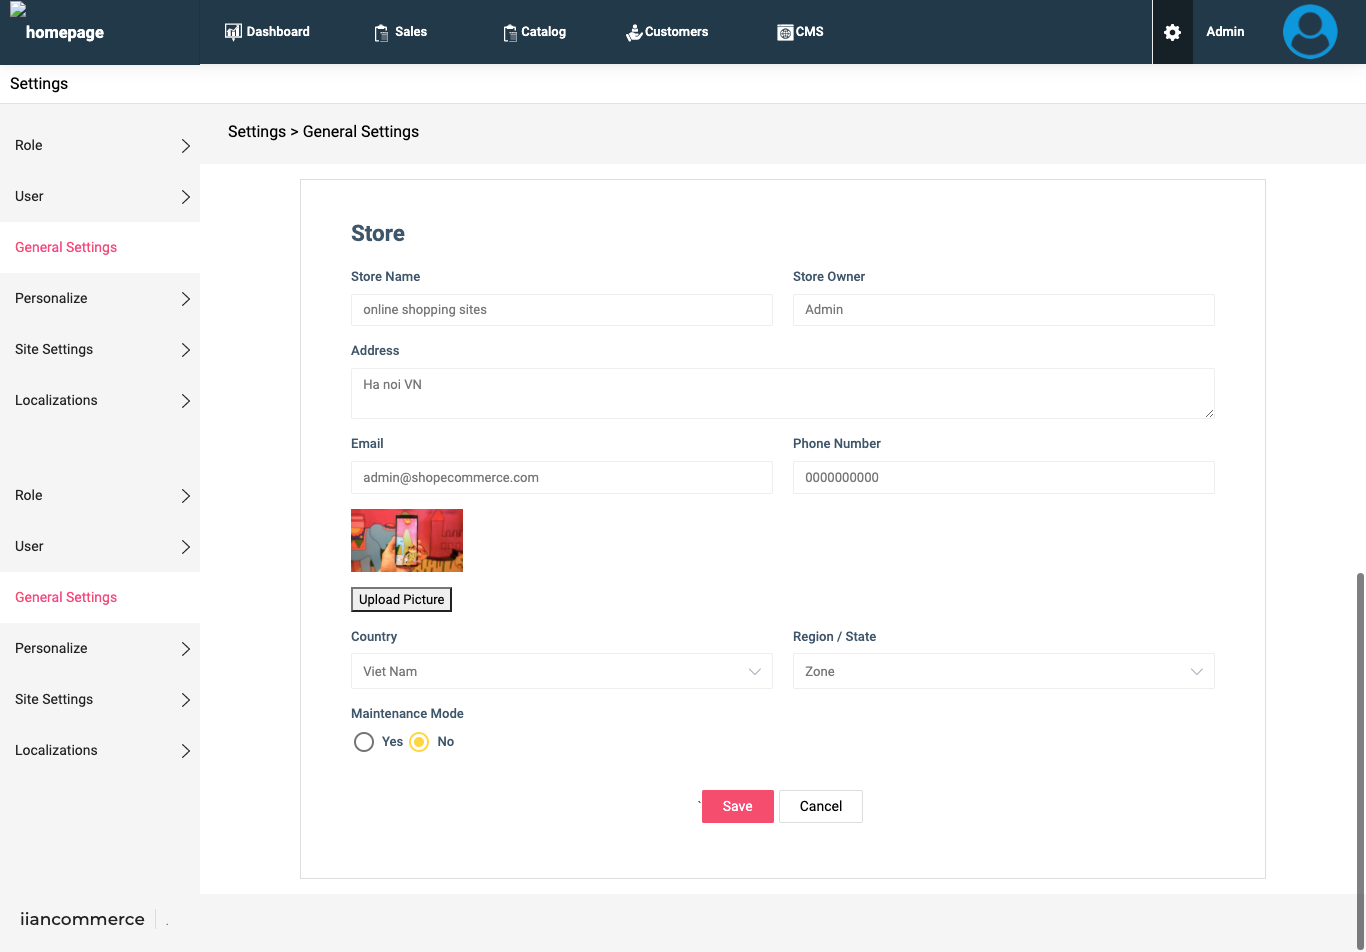 homepage
Dashboard
Sales
Catalog
Customers
CMS
Admin
Settings
Role
User
General Settings
Personalize
Site Settings
Localizations
Role
User
General Settings
Personalize
Site Settings
Localizations
iiancommerce
.
Settings > General Settings
Store
Store Name
Store Owner
online shopping sites
Admin
Address
Ha noi VN
Email
Phone Number
admin@shopecommerce.com
0000000000
Upload Picture
Country
Region / State
Viet Nam
Zone
Maintenance Mode
Yes
No
`
Save
Cancel